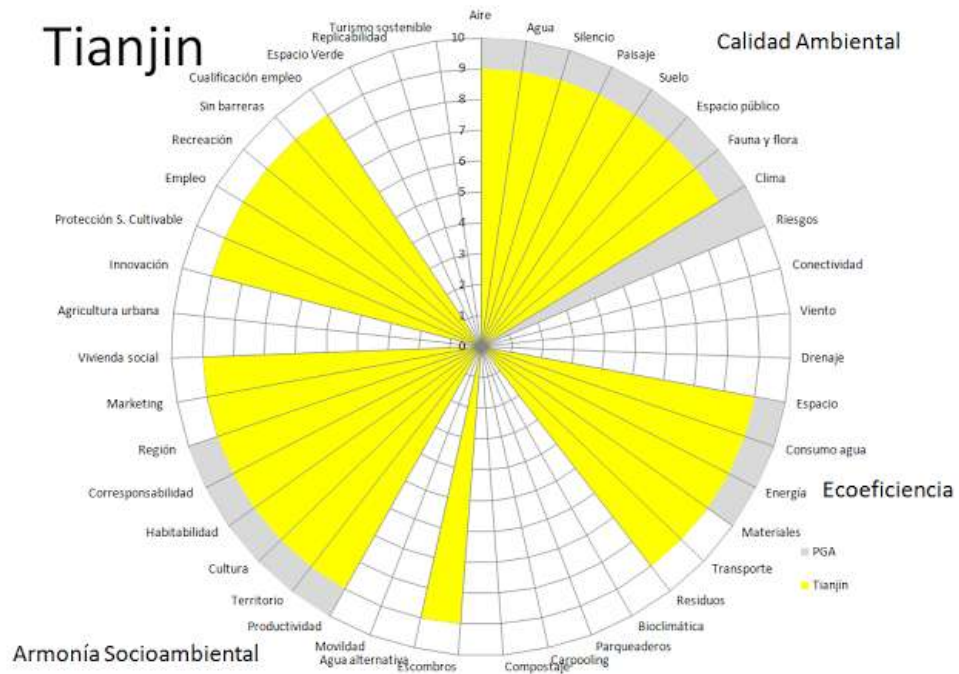 Tianjin
Calidad Ambiental
Ecoeficiencia
Armonía Socioambiental
Aire
Agua
Silencio
Paisaje
Suelo
Espacio público
Fauna y flora
Clima
Riesgos
Conectividad
Viento
Drenaje
Espacio
Consumo agua
Energía
Materiales
Transporte
Residuos
Bioclimática
Parqueaderos
Carpooling
Compostaje
Escombros
Agua alternativa
Movildad
Productividad
Territorio
Cultura
Habitabilidad
Corresponsabilidad
Región
Marketing
Vivienda social
Agricultura urbana
Innovación
Protección S. Cultivable
Empleo
Recreación
Sin barreras
Cualificación empleo
Espacio Verde
Replicabilidad
Turismo sostenible
10
9
8
7
6
5
4
3
2
1
0
PGA
Tianjin